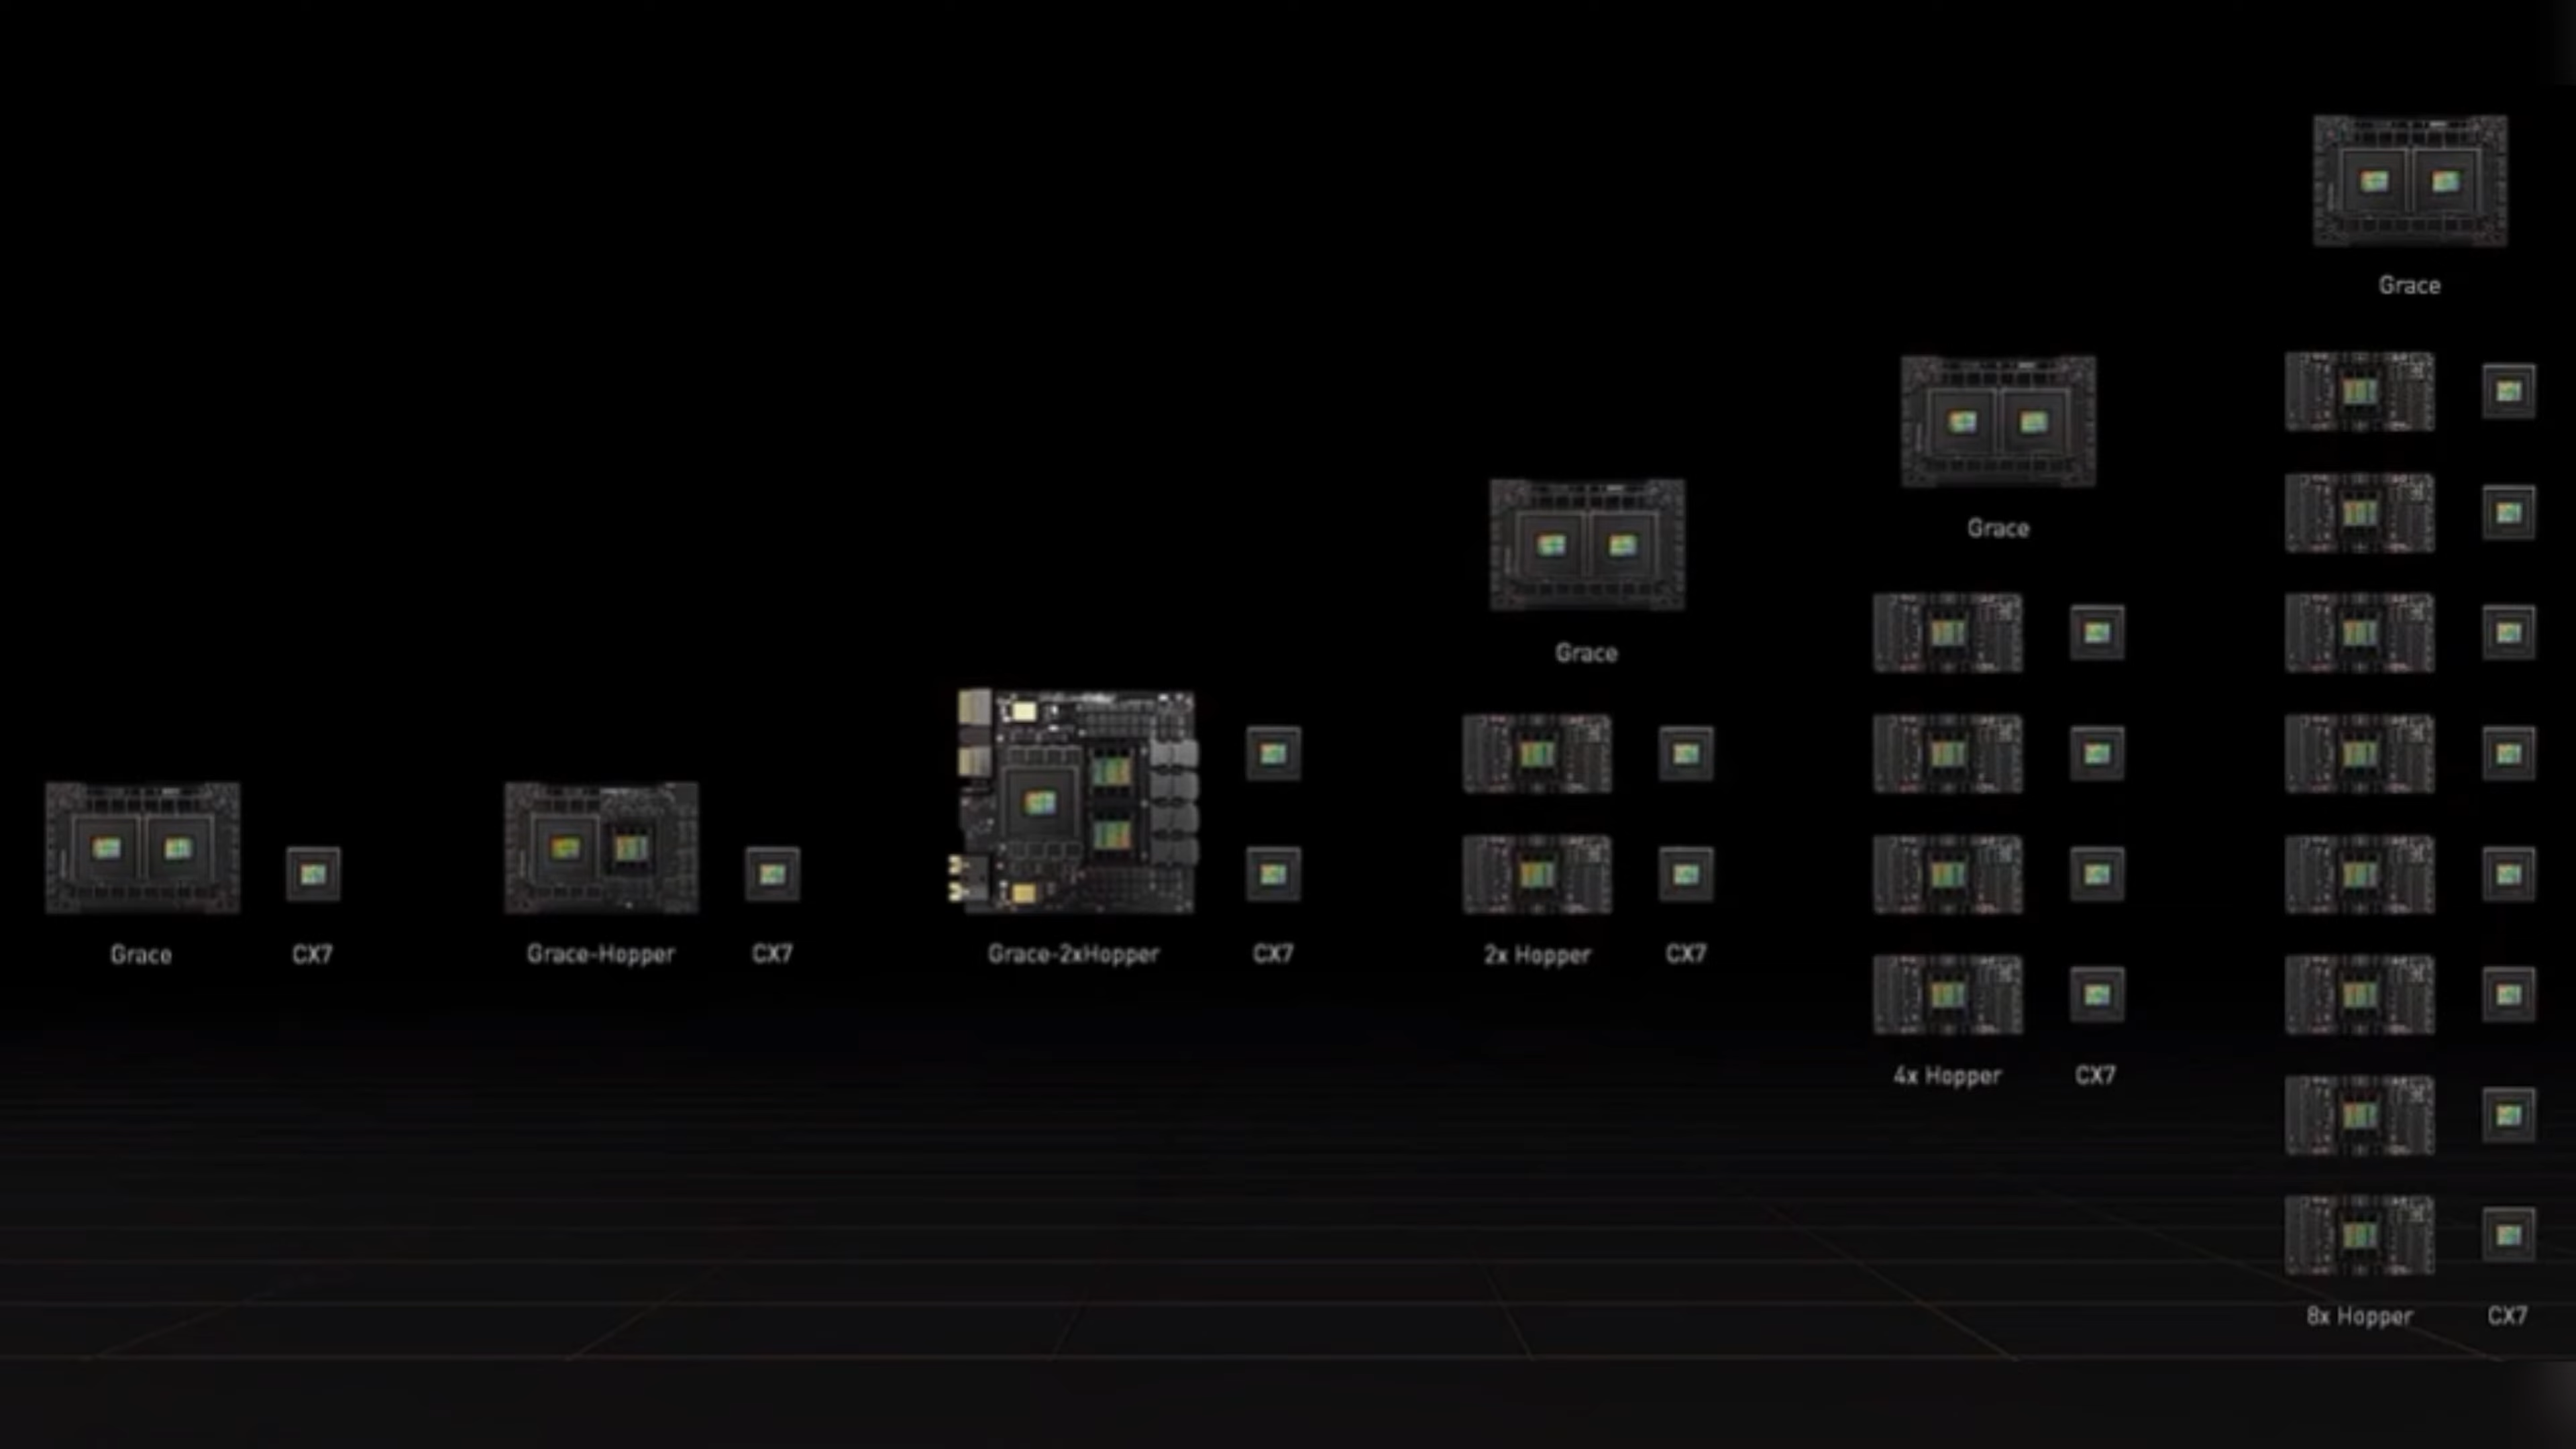 Grace
CX7
Grace-Hopper
CX7
Grace-2xHopper
CX7
Grace
2x Hopper
CX7
Grace
4x Hopper
CX7
Grace
8x Hopper
CX7